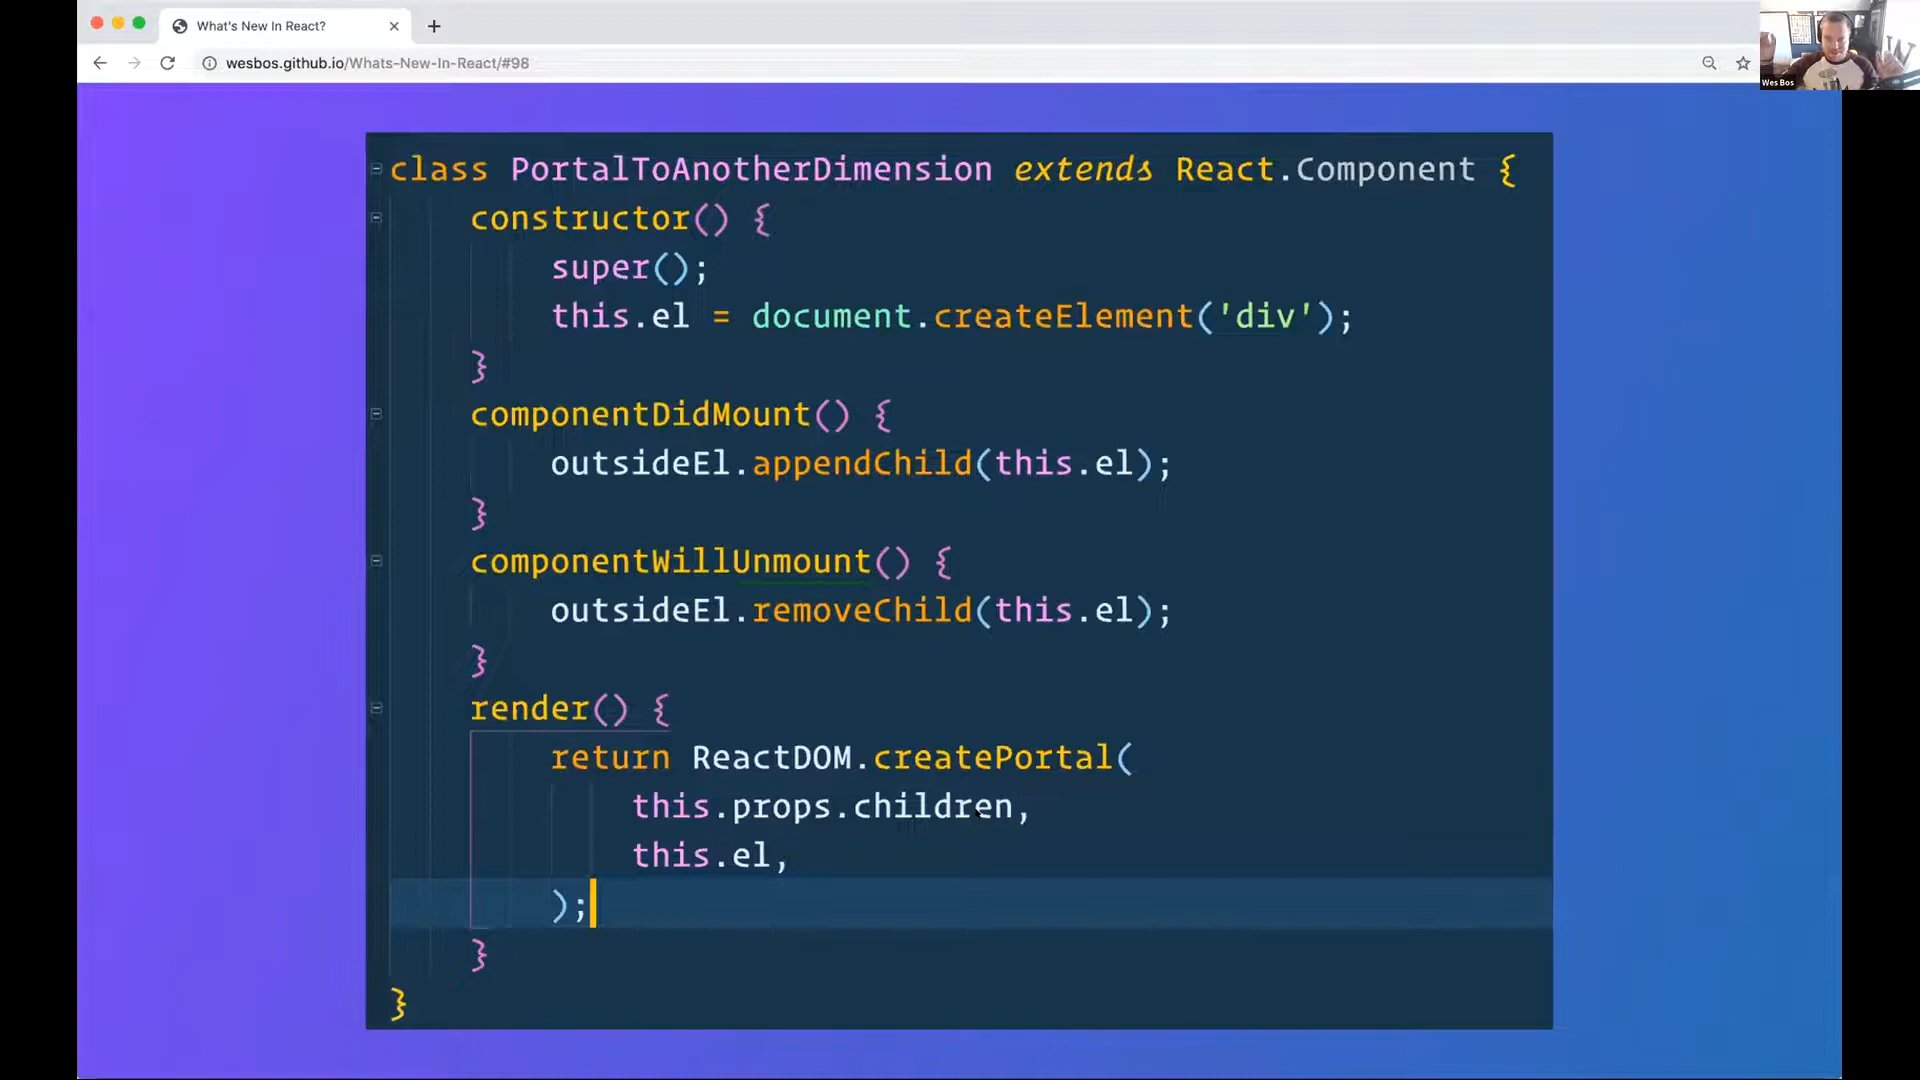 What's New In React?
wesbos.github.io/Whats-New-In-React/#98
Wes Bos
class PortalToAnotherDimension extends React.Component {
constructor() {
super();
this.el = document.createElement('div');
}
componentDidMount() {
outsideEl.appendChild(this.el);
}
componentWillUnmount() {
outsideEl.removeChild(this.el);
}
render() {
return ReactDOM.createPortal(
this.props.children,
this.el,
);
}
}